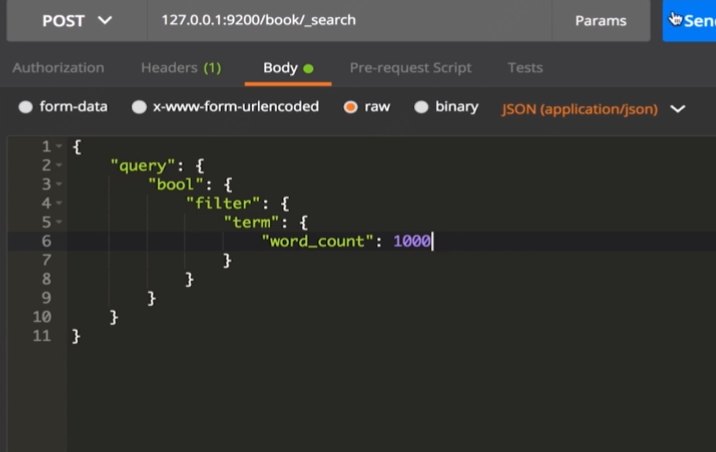 POST 127.0.0.1:9200/book/_search Params Sen
Authorization Headers (1) Body Pre-request Script Tests
form-data x-www-form-urlencoded raw binary JSON (application/json)
1 {
2 "query": {
3 "bool": {
4 "filter": {
5 "term": {
6 "word_count": 1000
7 }
8 }
9 }
10 }
11 }